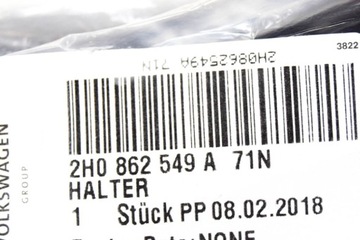 3822
2H0862549A 71N
2H0 862 549 A 71N
HALTER
1 Stück PP 08.02.2018
VOLKSWAGEN
GROUP